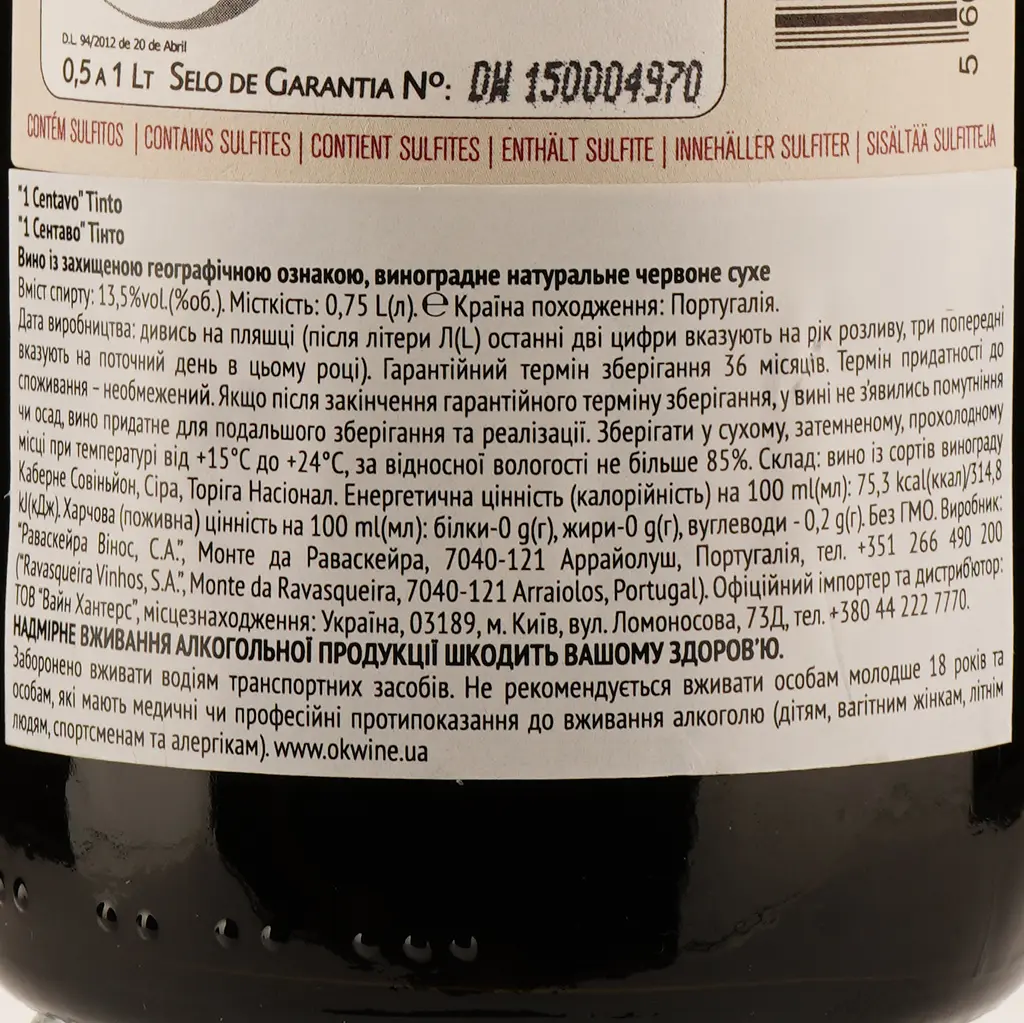 D.L. 94/2012 de 20 de Abril
0,5 A 1 LT SELO DE GARANTIA Nº: DW 150004970
5 60
CONTÉM SULFITOS | CONTAINS SULFITES | CONTIENT SULFITES | ENTHÄLT SULFITE | INNEHÄLLER SULFITER | SISÄLTÄÄ SULFITTEJA
"1 Centavo" Tinto
"1 Сентаво" Тінто
Вино із захищеною географічною ознакою, виноградне натуральне червоне сухе
Вміст спирту: 13,5%vol.(%об.). Місткість: 0,75 L(л). ℮ Країна походження: Португалія.
Дата виробництва: дивись на пляшці (після літери Л(L) останні дві цифри вказують на рік розливу, три попередні
вказують на поточний день в цьому році). Гарантійний термін зберігання 36 місяців. Термін придатності до
споживання – необмежений. Якщо після закінчення гарантійного терміну зберігання, у вині не з'явились помутніння
чи осад, вино придатне для подальшого зберігання та реалізації. Зберігати у сухому, затемненому, прохолодному
місці при температурі від +15°С до +24°С, за відносної вологості не більше 85%. Склад: вино із сортів винограду
Каберне Совіньйон, Сіра, Торіга Насіонал. Енергетична цінність (калорійність) на 100 ml(мл): 75,3 kcal(ккал)/314,8
kJ(кДж). Харчова (поживна) цінність на 100 ml(мл): білки-0 g(г), жири-0 g(г), вуглеводи - 0,2 g(г). Без ГМО. Виробник:
"Раваскейра Вінос, С.А.", Монте да Раваскейра, 7040-121 Аррайолуш, Португалія, тел. +351 266 490 200
("Ravasqueira Vinhos, S.A.", Monte da Ravasqueira, 7040-121 Arraiolos, Portugal). Офіційний імпортер та дистриб'ютор:
ТОВ "Вайн Хантерс", місцезнаходження: Україна, 03189, м. Київ, вул. Ломоносова, 73Д, тел. +380 44 222 7770.
НАДМІРНЕ ВЖИВАННЯ АЛКОГОЛЬНОЇ ПРОДУКЦІЇ ШКОДИТЬ ВАШОМУ ЗДОРОВ'Ю.
Заборонено вживати водіям транспортних засобів. Не рекомендується вживати особам молодше 18 років та
особам, які мають медичні чи професійні протипоказання до вживання алкоголю (дітям, вагітним жінкам, літнім
людям, спортсменам та алергікам). www.okwine.ua